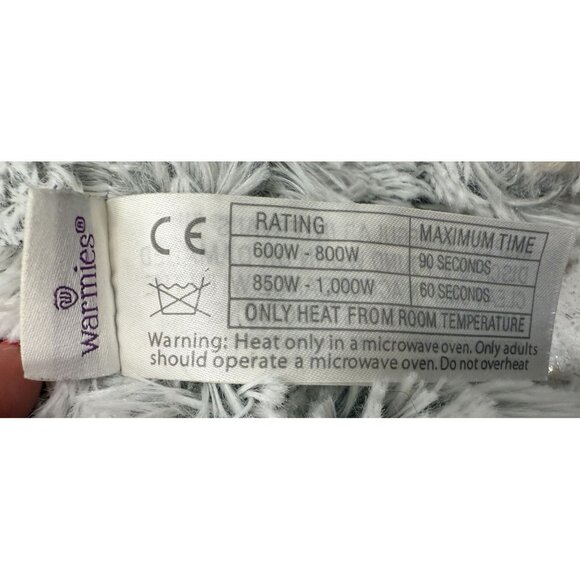 warmies®
CE
RATING MAXIMUM TIME
600W - 800W 90 SECONDS
850W - 1,000W 60 SECONDS
ONLY HEAT FROM ROOM TEMPERATURE
Warning: Heat only in a microwave oven. Only adults
should operate a microwave oven. Do not overheat